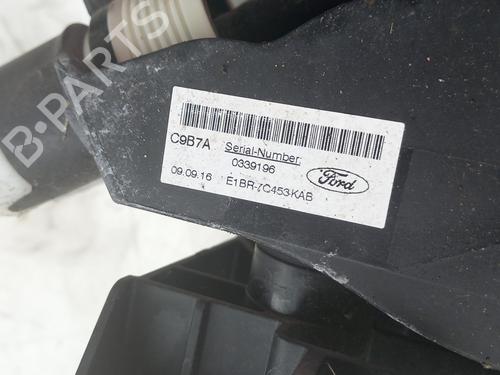 C9B7A Serial-Number:
0339196
09.09.16 E1BR-7C453-KAB
Ford
B-PARTS